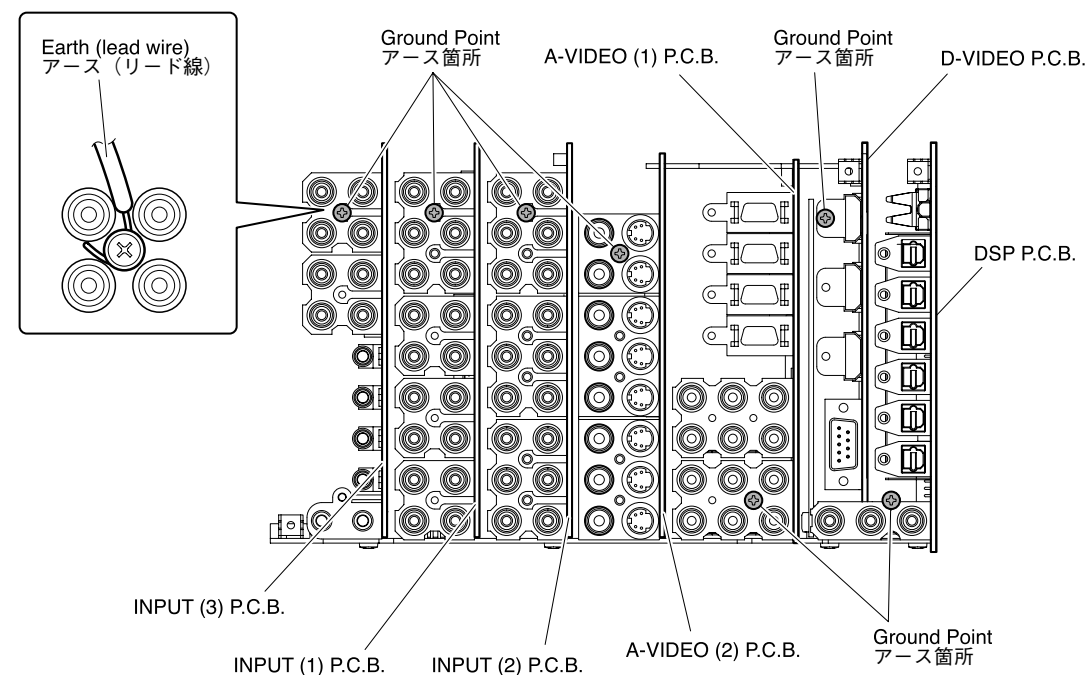 Earth (lead wire)
アース（リード線）
Ground Point
アース箇所
A-VIDEO (1) P.C.B.
Ground Point
アース箇所
D-VIDEO P.C.B.
DSP P.C.B.
INPUT (3) P.C.B.
INPUT (1) P.C.B.
INPUT (2) P.C.B.
A-VIDEO (2) P.C.B.
Ground Point
アース箇所